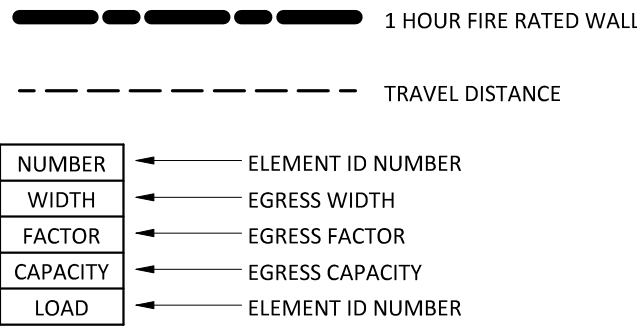 1 HOUR FIRE RATED WALL
TRAVEL DISTANCE
NUMBER ELEMENT ID NUMBER
WIDTH EGRESS WIDTH
FACTOR EGRESS FACTOR
CAPACITY EGRESS CAPACITY
LOAD ELEMENT ID NUMBER